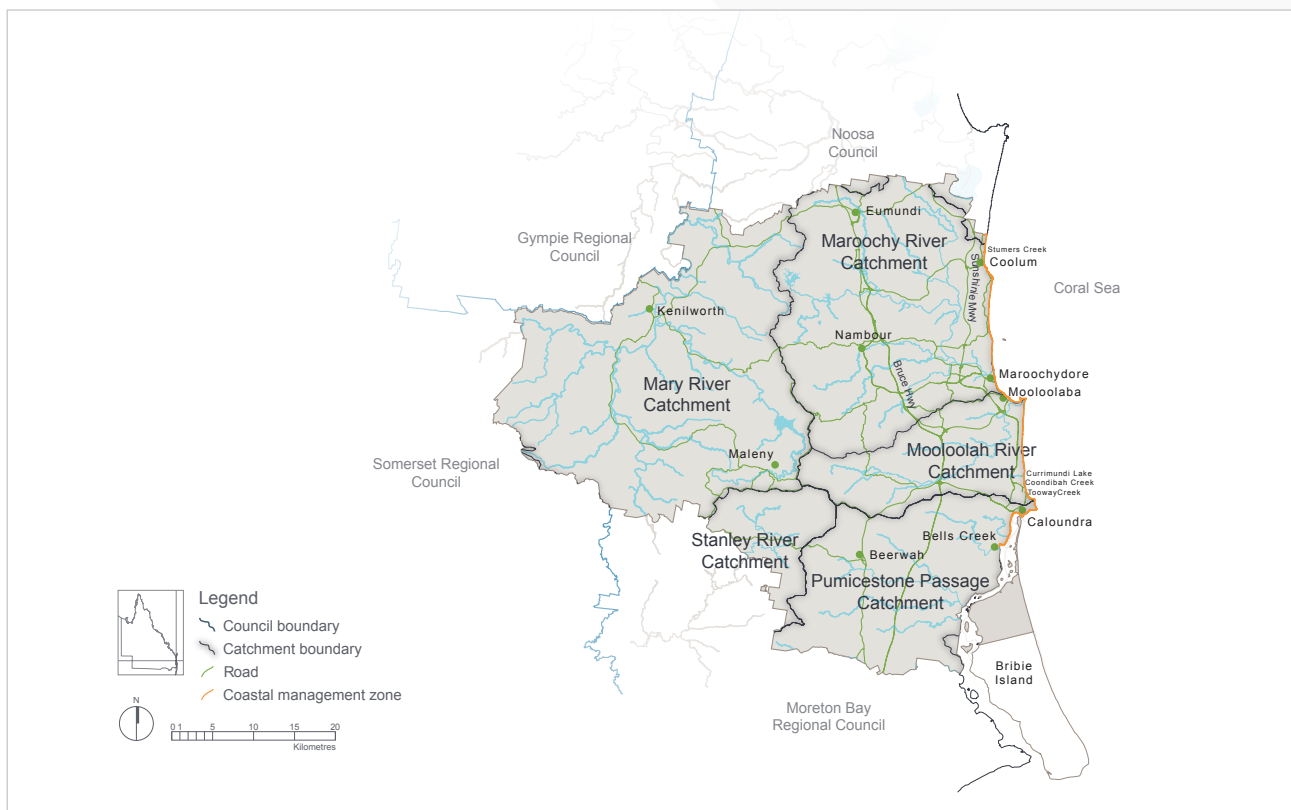 Noosa
Council
Eumundi
Gympie Regional
Council
Maroochy River
Catchment
Stumers Creek
Coolum
Sunshinie Mwy
Coral Sea
Kenilworth
Nambour
Bruce Hwy
Maroochydore
Mary River
Catchment
Mooloolaba
Maleny
Mooloolah River
Catchment
Somerset Regional
Council
Currimundi Lake
Coondibah Creek
ToowayCreek
Caloundra
Stanley River
Catchment
Bells Creek
Beerwah
Pumicestone Passage
Catchment
Legend
Council boundary
Catchment boundary
Road
Coastal management zone
Bribie
Island
Moreton Bay
Regional Council
N
0 1 5 10 15 20
Kilometres